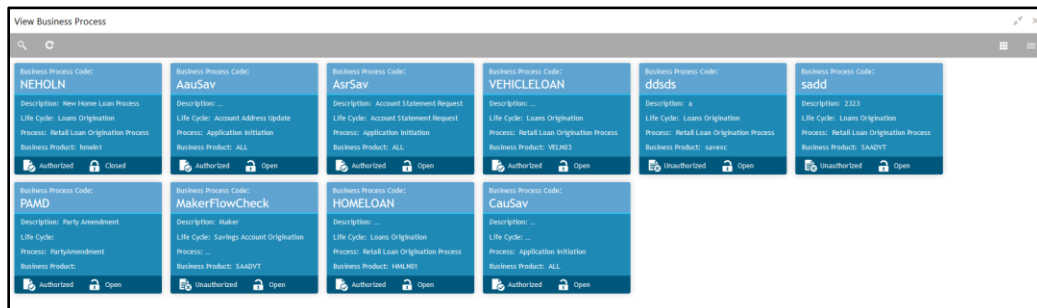 View Business Process
Business Process Code:
NEHOLN
Description: New Home Loan Process
Life Cycle: Loans Origination
Process: Retail Loan Origination Process
Business Product: hmeln1
Authorized Closed
Business Process Code:
AauSav
Description: ...
Life Cycle: Account Address Update
Process: Application Initiation
Business Product: ALL
Authorized Open
Business Process Code:
AsrSav
Description: Account Statement Request
Life Cycle: Account Statement Request
Process: Application Initiation
Business Product: ALL
Authorized Open
Business Process Code:
VEHICLELOAN
Description: ...
Life Cycle: Loans Origination
Process: Retail Loan Origination Process
Business Product: VELN03
Authorized Open
Business Process Code:
ddsds
Description: a
Life Cycle: Loans Origination
Process: Retail Loan Origination Process
Business Product: savexc
Unauthorized Open
Business Process Code:
sadd
Description: 2323
Life Cycle: Loans Origination
Process: Retail Loan Origination Process
Business Product: SAADVT
Unauthorized Open
Business Process Code:
PAMD
Description: Party Amendment
Life Cycle:
Process: PartyAmendment
Business Product:
Authorized Open
Business Process Code:
MakerFlowCheck
Description: Maker
Life Cycle: Savings Account Origination
Process: ...
Business Product: SAADVT
Unauthorized Open
Business Process Code:
HOMELOAN
Description: ...
Life Cycle: Loans Origination
Process: Retail Loan Origination Process
Business Product: HMLN01
Authorized Open
Business Process Code:
CauSav
Description: ...
Life Cycle: ...
Process: Application Initiation
Business Product: ALL
Authorized Open